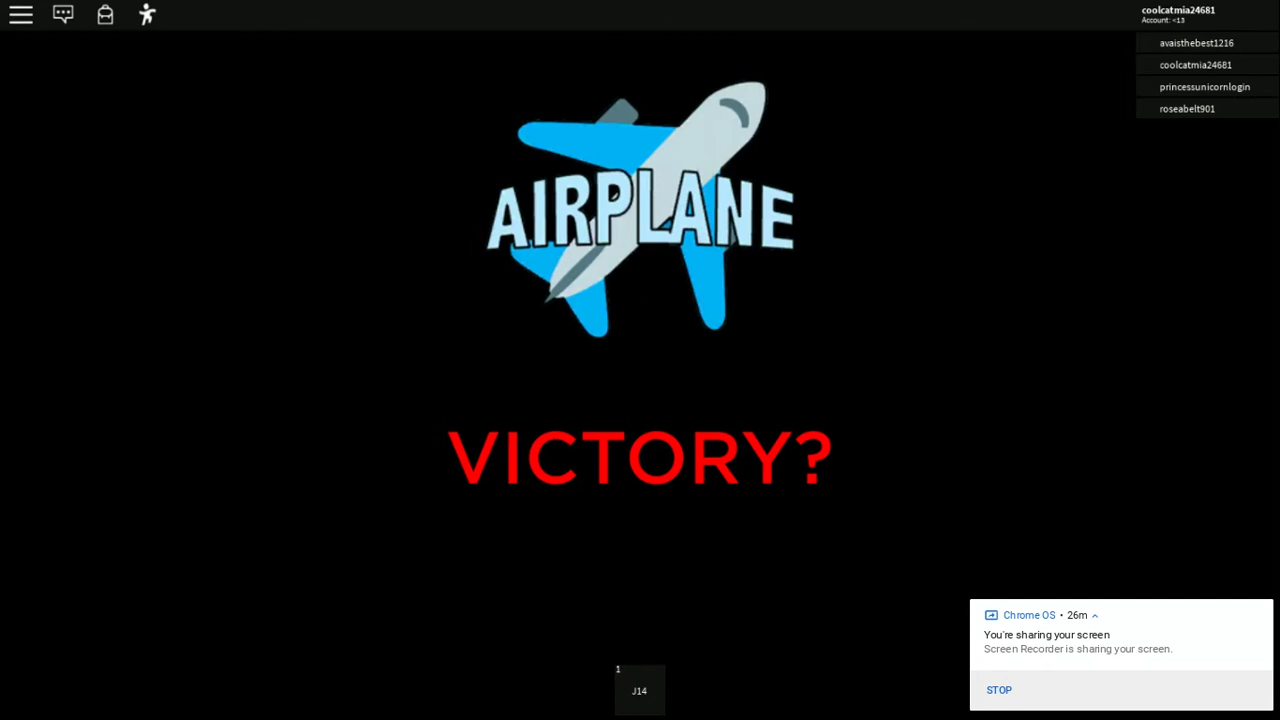 coolcatmia24681
Account: <13
avaisthebest1216
coolcatmia24681
princessunicornlogin
roseabelt901
AIRPLANE
VICTORY?
Chrome OS • 26m
You're sharing your screen
Screen Recorder is sharing your screen.
STOP
1
J14